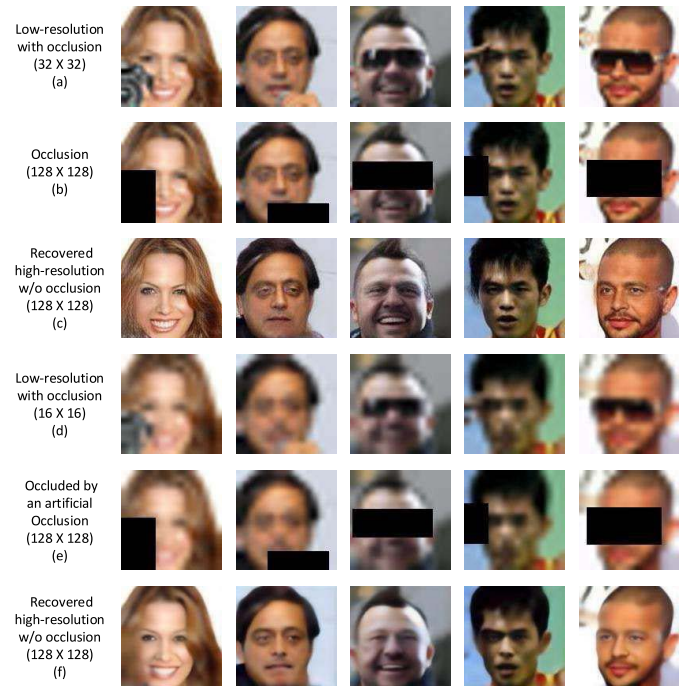 Low-resolution
with occlusion
(32 X 32)
(a)
Occlusion
(128 X 128)
(b)
Recovered
high-resolution
w/o occlusion
(128 X 128)
(c)
Low-resolution
with occlusion
(16 X 16)
(d)
Occluded by
an artificial
Occlusion
(128 X 128)
(e)
Recovered
high-resolution
w/o occlusion
(128 X 128)
(f)